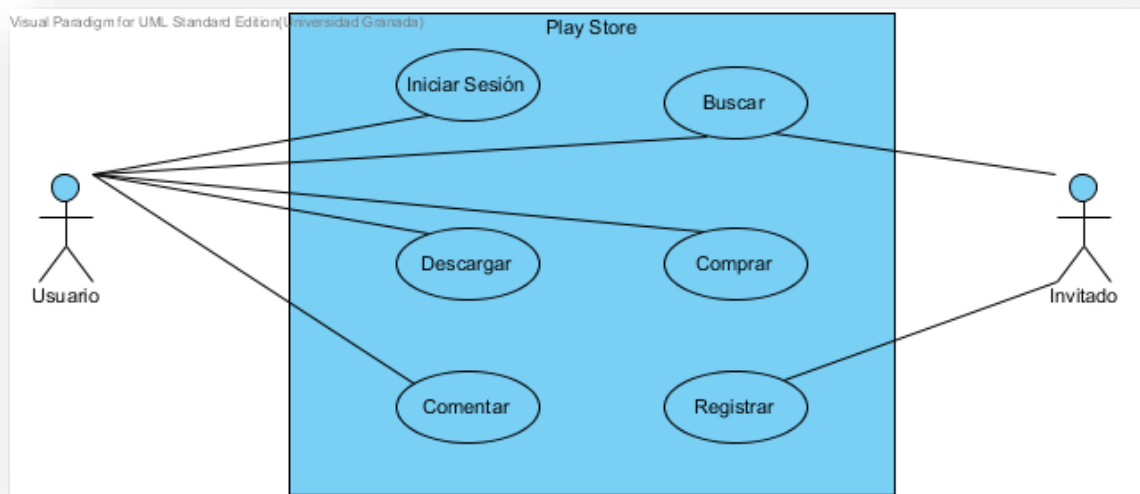 Visual Paradigm for UML Standard Edition(Universidad Granada)
Play Store
Iniciar Sesión
Buscar
Usuario
Descargar
Comprar
Invitado
Comentar
Registrar